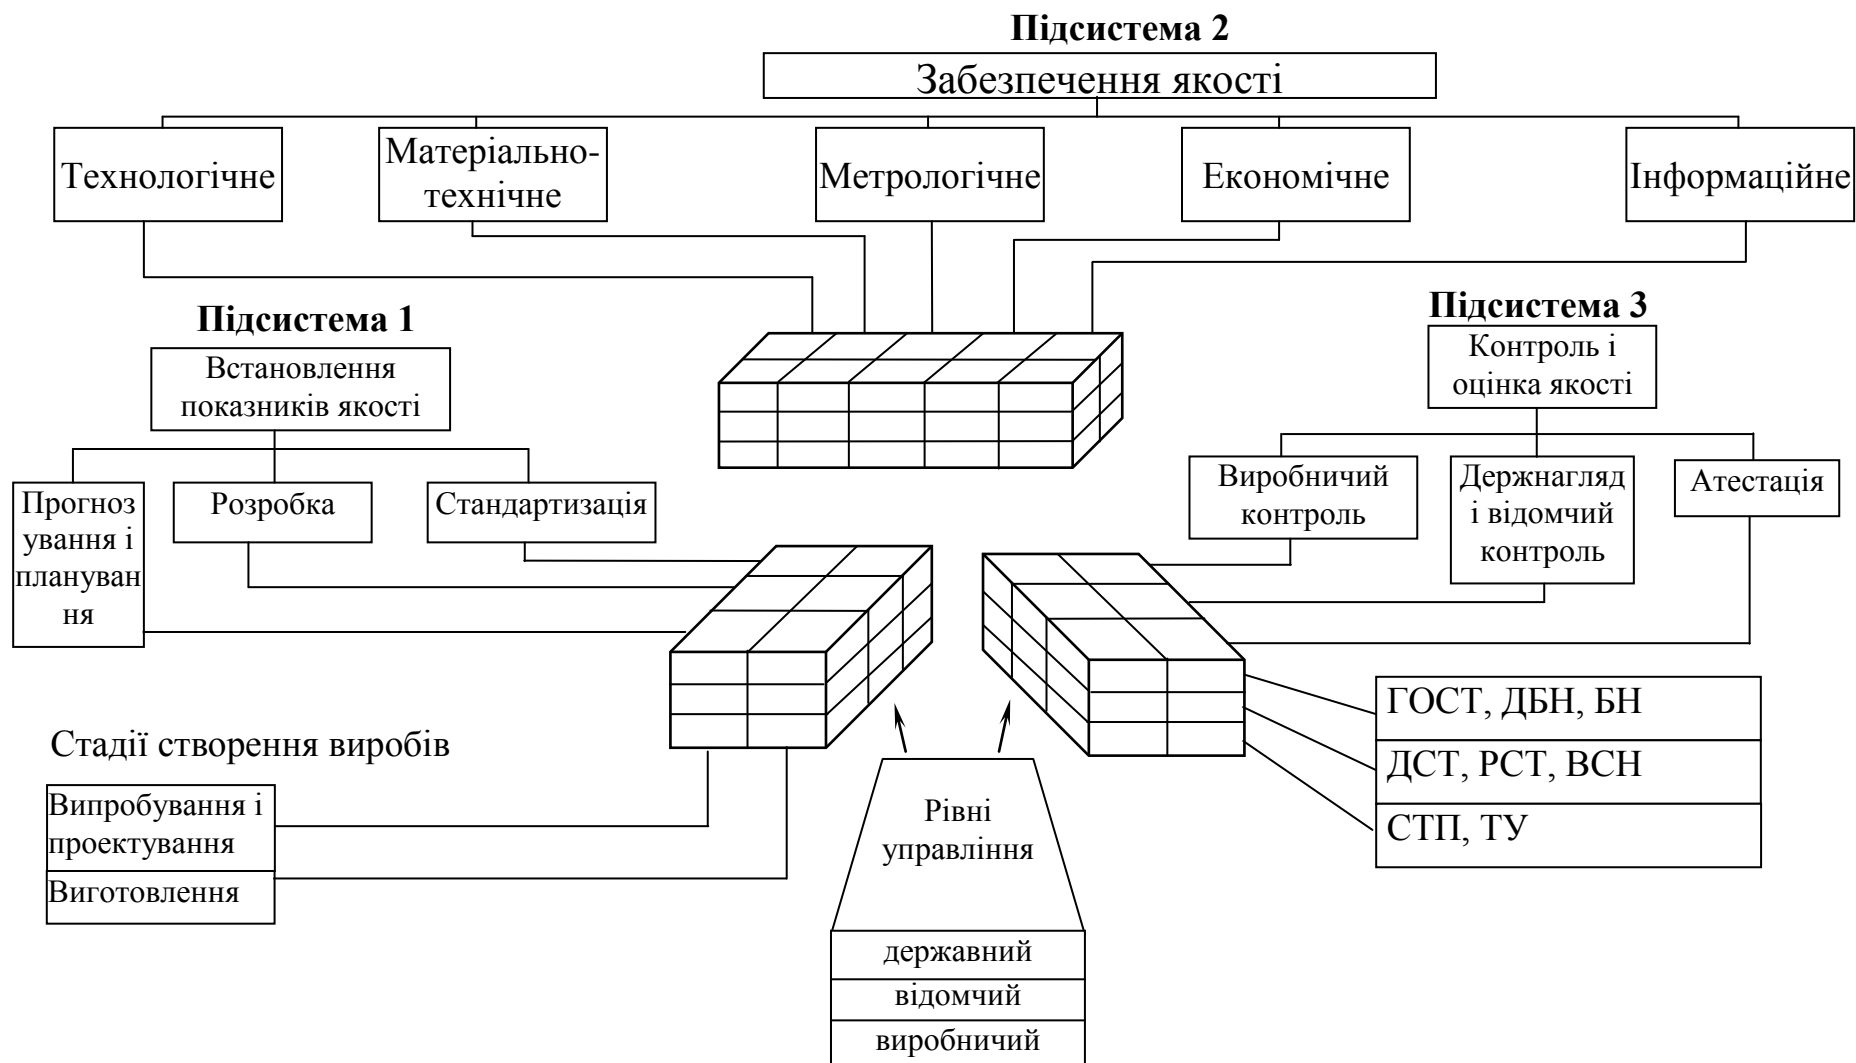 Підсистема 2
Забезпечення якості
Технологічне
Матеріально-
технічне
Метрологічне
Економічне
Інформаційне
Підсистема 1
Встановлення
показників якості
Прогноз
ування і
плануван
ня
Розробка
Стандартизація
Підсистема 3
Контроль і
оцінка якості
Виробничий
контроль
Держнагляд
і відомчий
контроль
Атестація
Стадії створення виробів
Випробування і
проектування
Виготовлення
Рівні
управління
державний
відомчий
виробничий
ГОСТ, ДБН, БН
ДСТ, РСТ, ВСН
СТП, ТУ